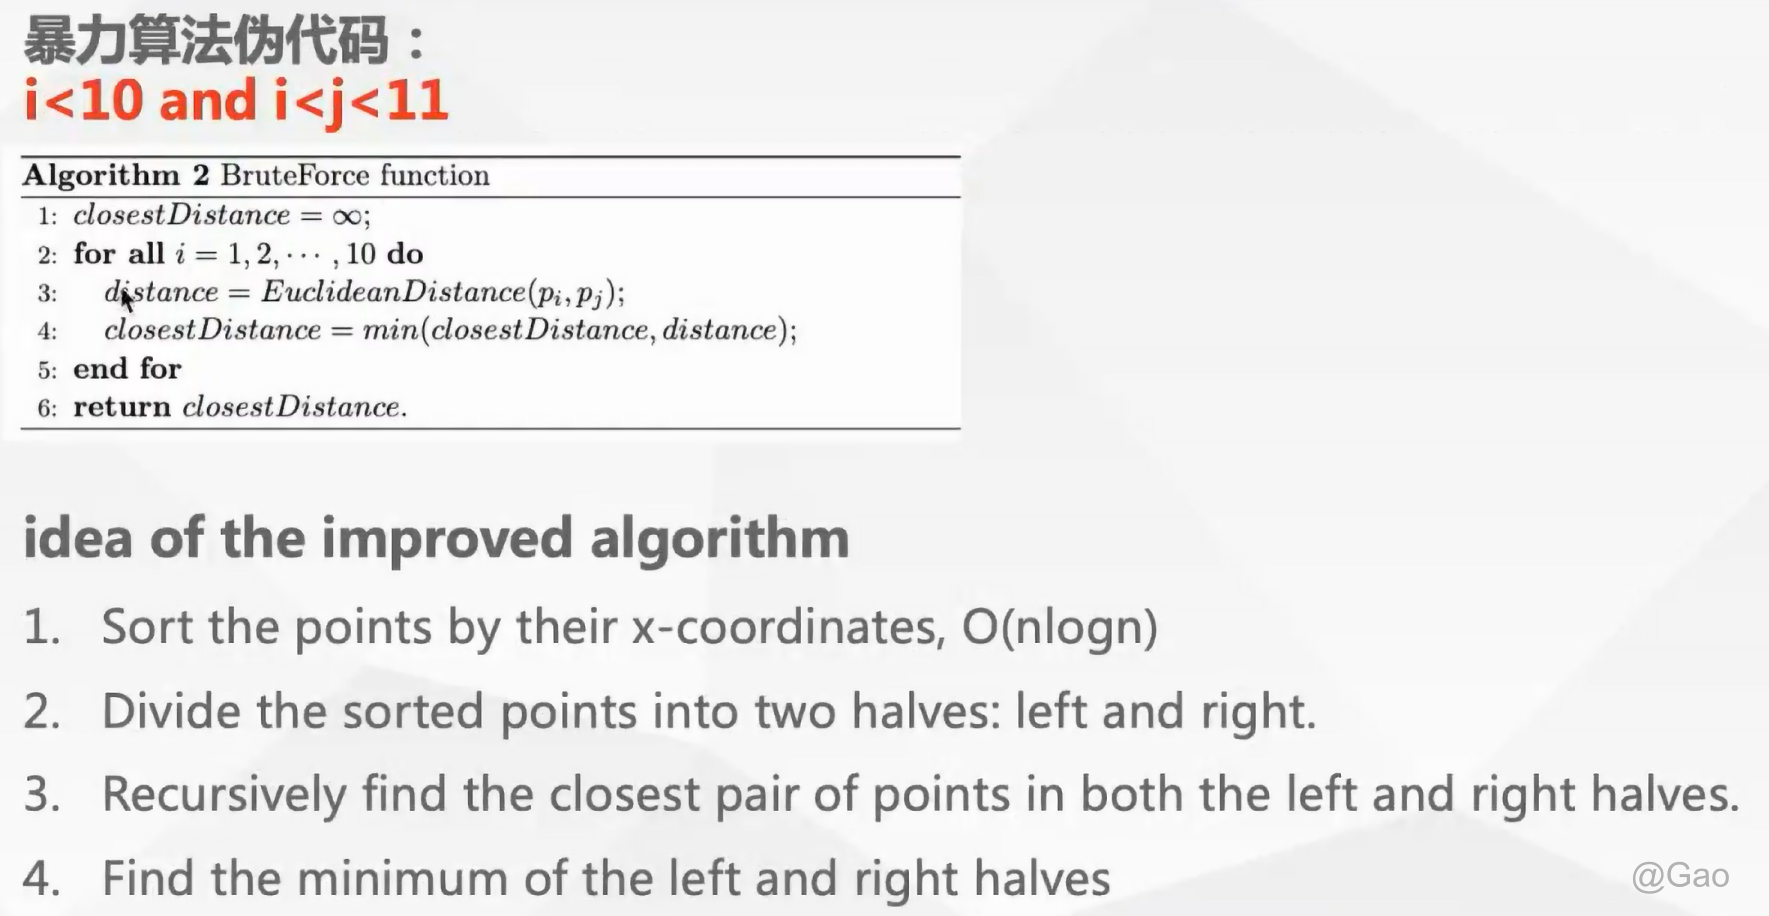 暴力算法伪代码：
i<10 and i<j<11
Algorithm 2 BruteForce function
1: closestDistance = ∞;
2: for all i = 1, 2, ··· , 10 do
3: distance = EuclideanDistance(pᵢ, pⱼ);
4: closestDistance = min(closestDistance, distance);
5: end for
6: return closestDistance.
idea of the improved algorithm
1. Sort the points by their x-coordinates, O(nlogn)
2. Divide the sorted points into two halves: left and right.
3. Recursively find the closest pair of points in both the left and right halves.
4. Find the minimum of the left and right halves
@Gao